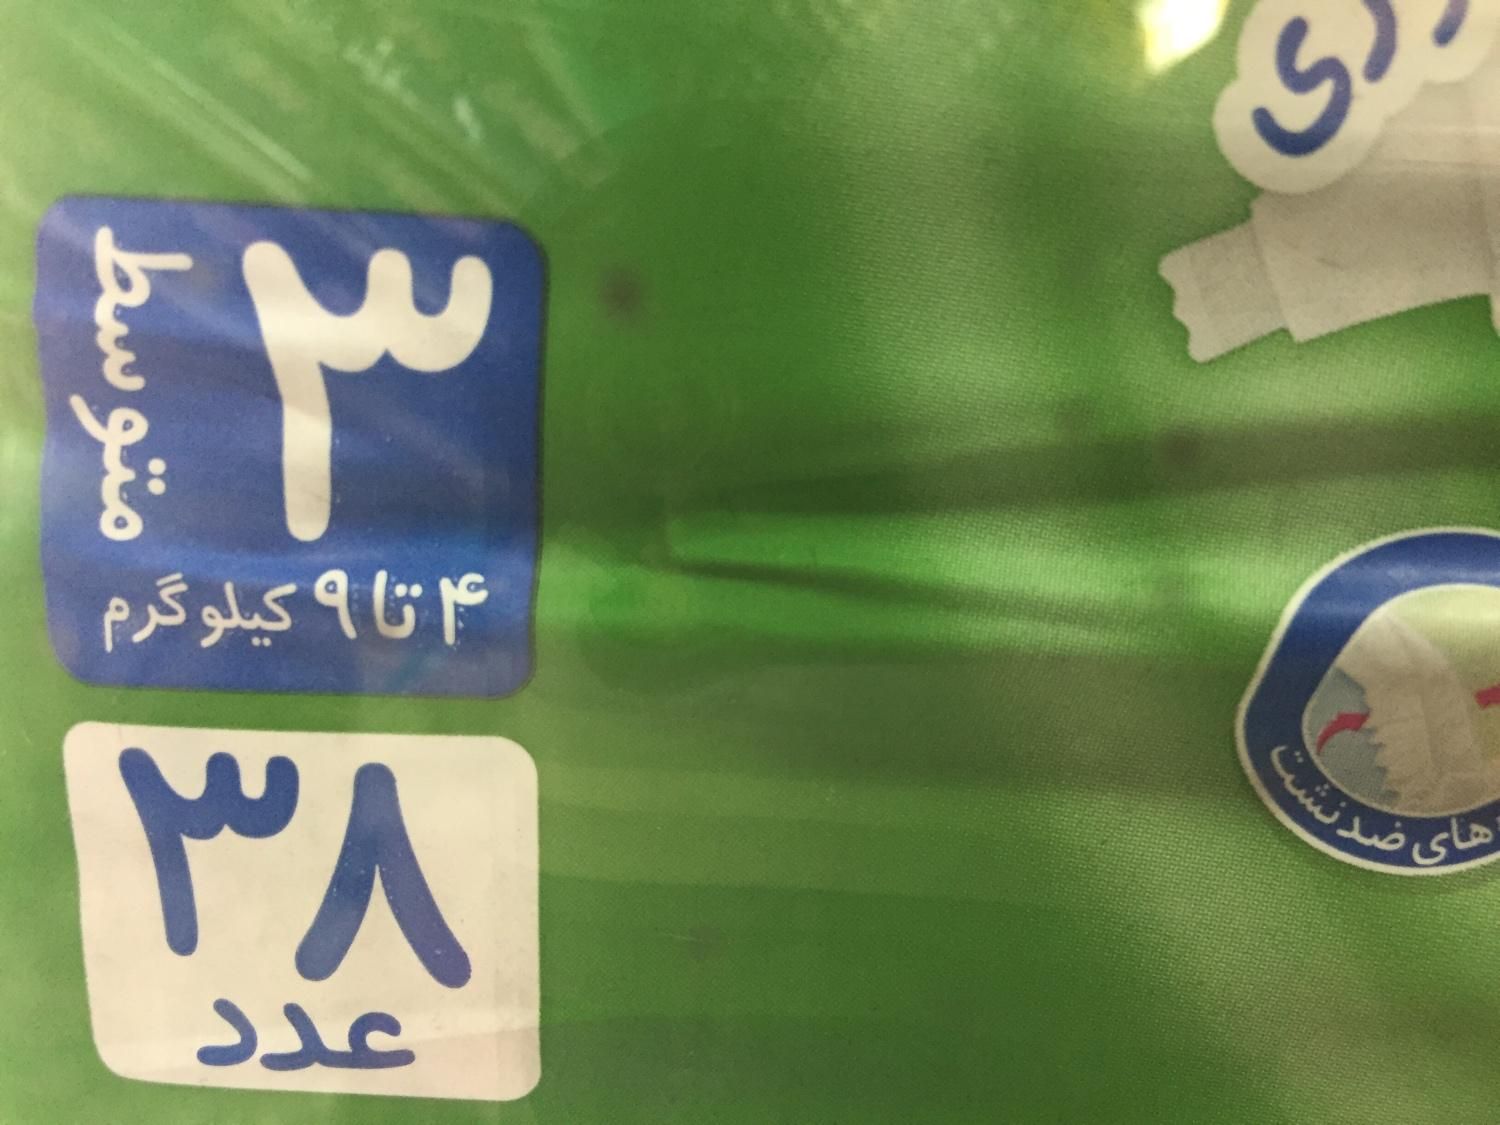 ۳
متوسط
۴ تا ۹ کیلوگرم
۳۸
عدد
های ضد نشت